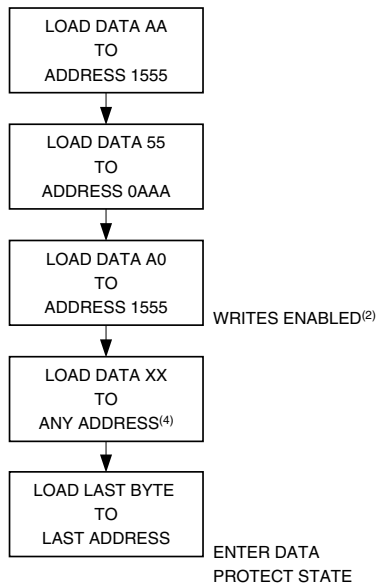 LOAD DATA AA
TO
ADDRESS 1555
LOAD DATA 55
TO
ADDRESS 0AAA
LOAD DATA A0
TO
ADDRESS 1555
WRITES ENABLED(2)
LOAD DATA XX
TO
ANY ADDRESS(4)
LOAD LAST BYTE
TO
LAST ADDRESS
ENTER DATA
PROTECT STATE